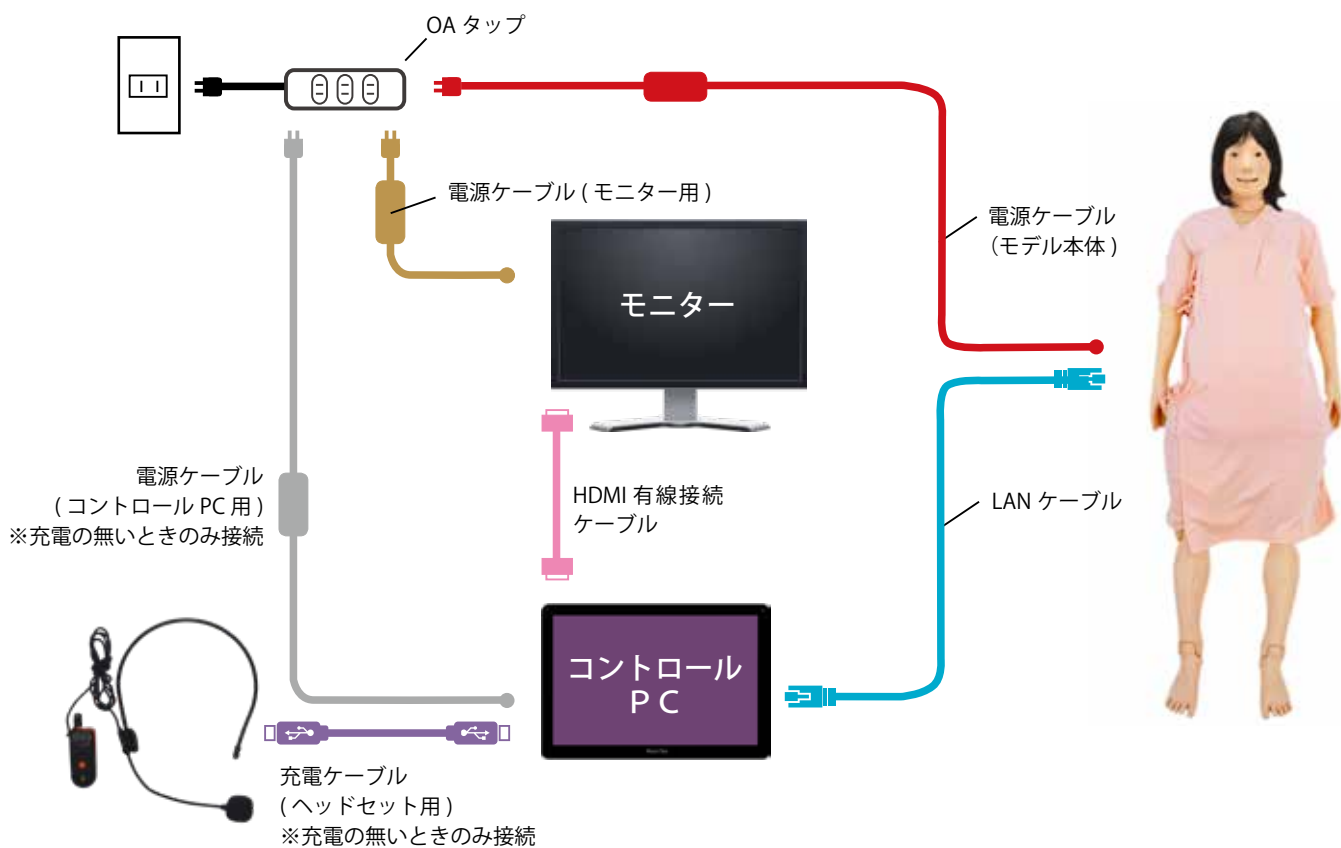 OA タップ
電源ケーブル ( モニター用 )
電源ケーブル
（モデル本体 )
モニター
電源ケーブル
( コントロール PC 用 )
※充電の無いときのみ接続
HDMI 有線接続
ケーブル
LAN ケーブル
コントロール
ＰＣ
充電ケーブル
( ヘッドセット用 )
※充電の無いときのみ接続